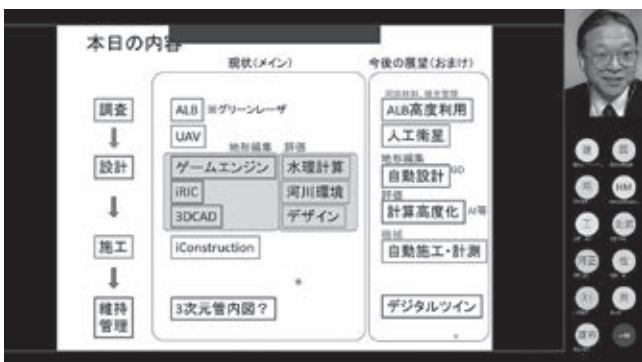 本日の内容
現状(メイン)
今後の展望(おまけ)
調査
ALB ※グリーンレーザ
UAV
ALB高度利用
人工衛星
設計
地形編集 評価
ゲームエンジン 水理計算
iRIC 河川環境
3DCAD デザイン
地形編集
自動設計 GD
評価
計算高度化 AI等
施工
iConstruction
機械
自動施工・計測
維持
管理
3次元管内図？
デジタルツイン
HM